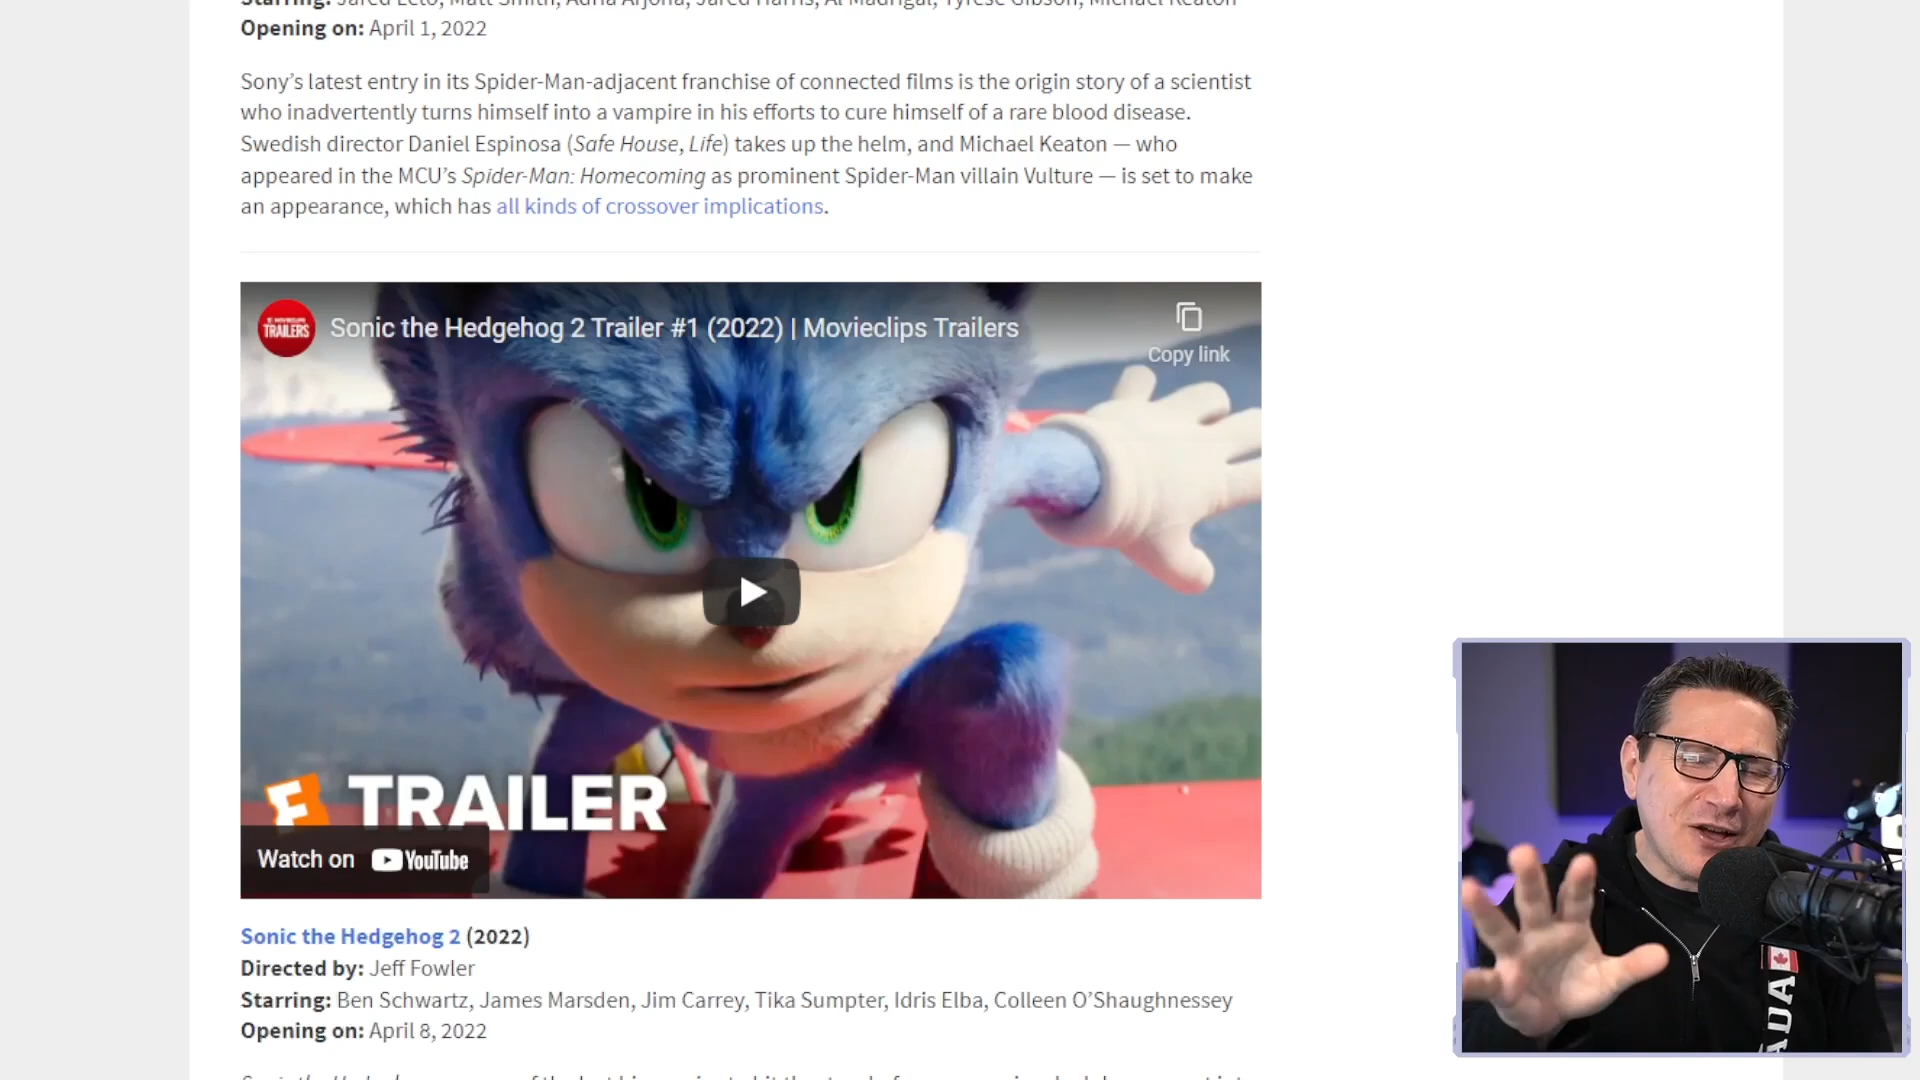 Starring: Jared Leto, Matt Smith, Adria Arjona, Jared Harris, Al Madrigal, Tyrese Gibson, Michael Keaton
Opening on: April 1, 2022
Sony’s latest entry in its Spider-Man-adjacent franchise of connected films is the origin story of a scientist
who inadvertently turns himself into a vampire in his efforts to cure himself of a rare blood disease.
Swedish director Daniel Espinosa (Safe House, Life) takes up the helm, and Michael Keaton — who
appeared in the MCU’s Spider-Man: Homecoming as prominent Spider-Man villain Vulture — is set to make
an appearance, which has all kinds of crossover implications.
TRAILERS
Sonic the Hedgehog 2 Trailer #1 (2022) | Movieclips Trailers
Copy link
F TRAILER
Watch on YouTube
Sonic the Hedgehog 2 (2022)
Directed by: Jeff Fowler
Starring: Ben Schwartz, James Marsden, Jim Carrey, Tika Sumpter, Idris Elba, Colleen O’Shaughnessey
Opening on: April 8, 2022
ADA